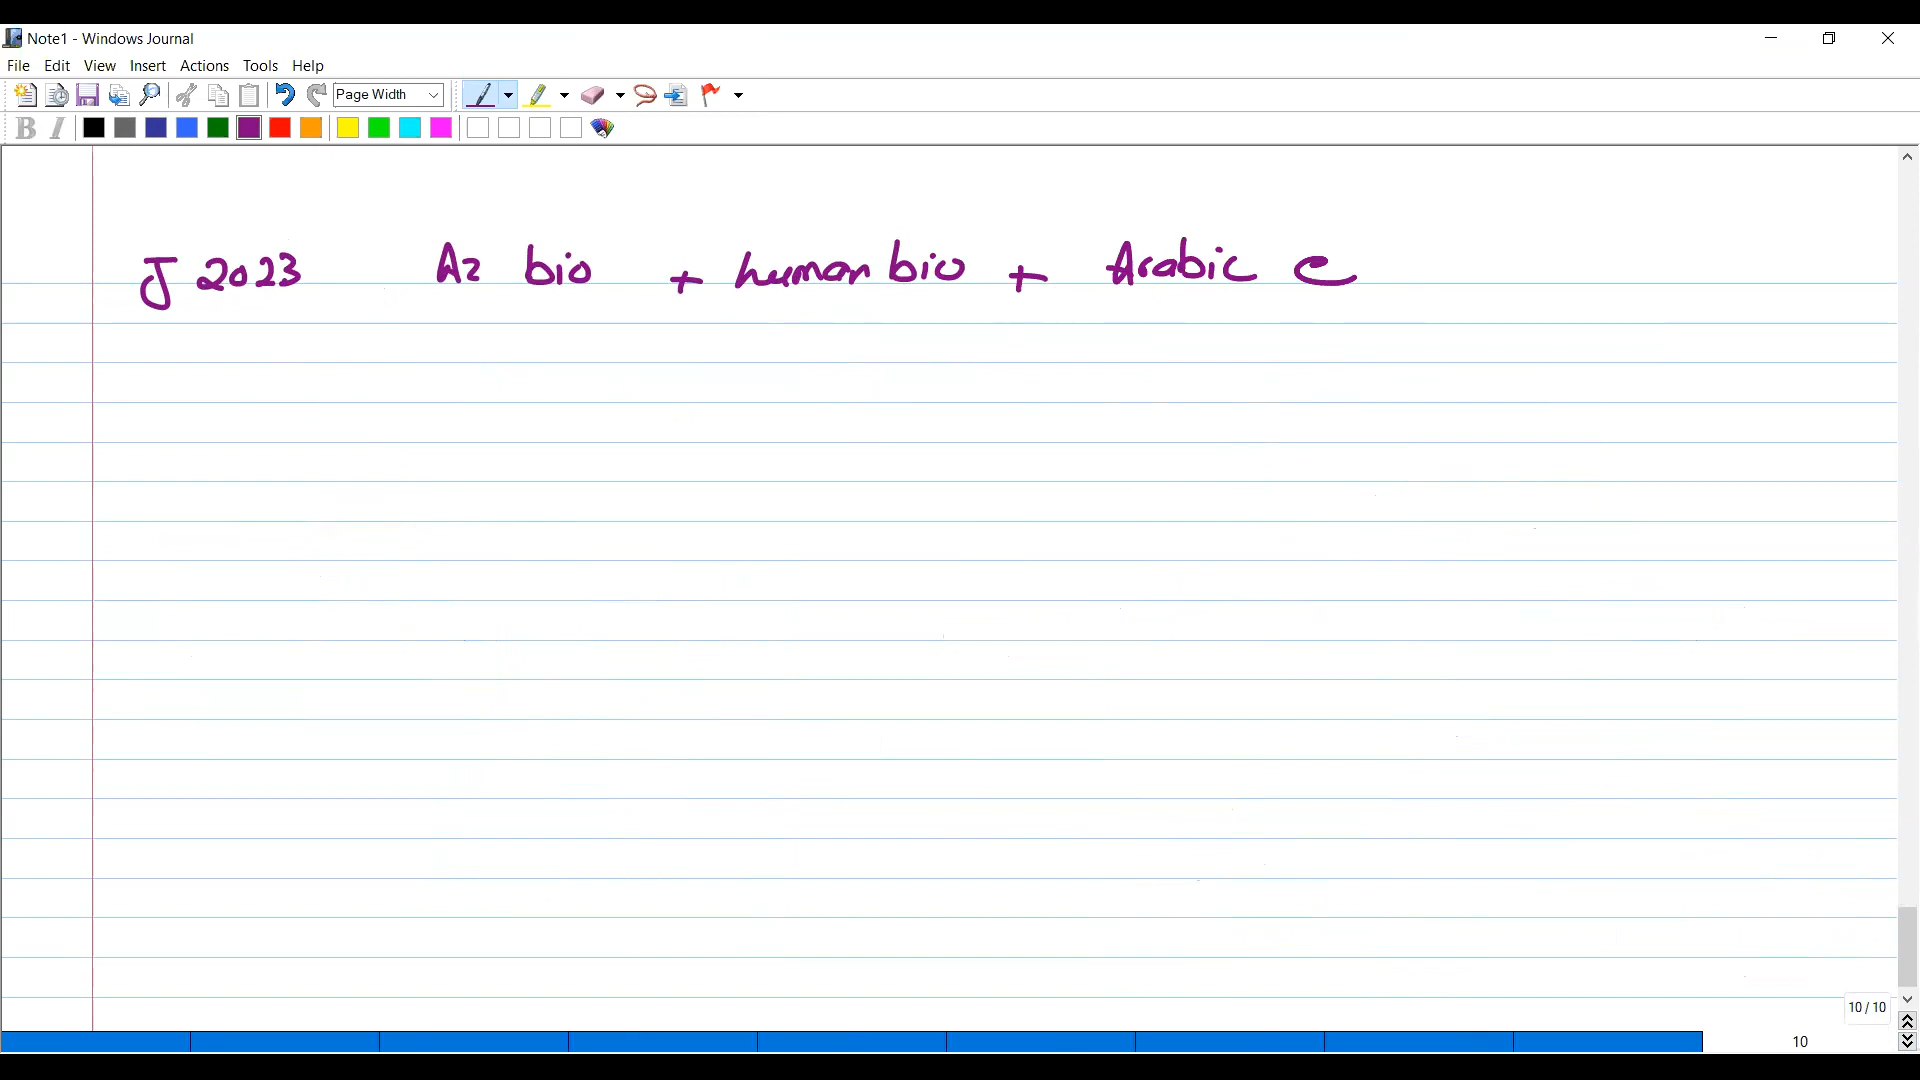 Note1 - Windows Journal
File Edit View Insert Actions Tools Help
Page Width
B I
J 2023 A2 bio + human bio + Arabic e
10 / 10
10